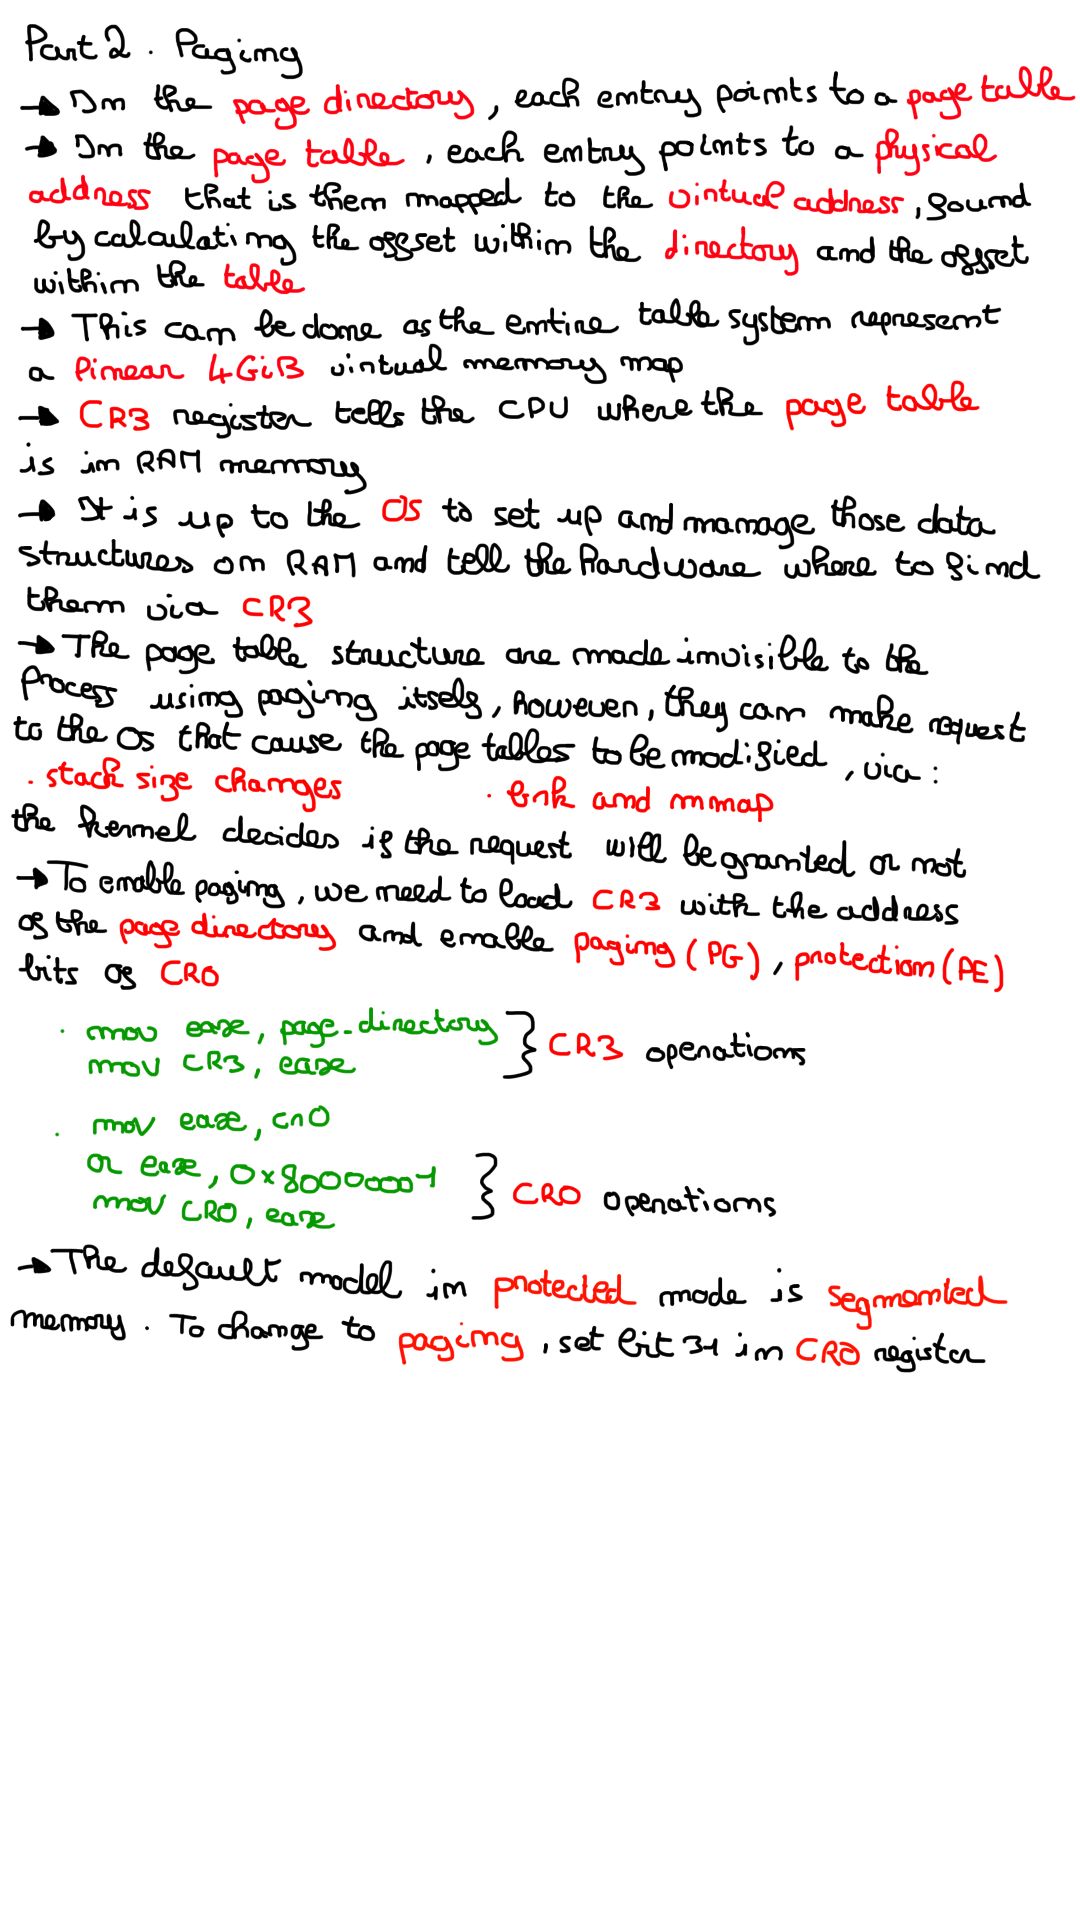 Part 2 . Paging
→ In the page directory, each entry points to a page table
→ In the page table, each entry points to a physical
address that is then mapped to the virtual address, found
by calculating the offset within the directory and the offset
within the table
→ This can be done as the entire table system represent
a linear 4GiB virtual memory map
→ CR3 register tells the CPU where the page table
is in RAM memory
→ It is up to the OS to set up and manage those data
structures on RAM and tell the hardware where to find
them via CR3
→ The page table structure are made invisible to the
process using paging itself, however, they can make request
to the OS that cause the page tables to be modified, via:
. stack size changes . brk and mmap
the kernel decides if the request will be granted or not
→ To enable paging, we need to load CR3 with the address
of the page directory and enable paging (PG), protection (PE)
bits of CR0
. mov eax, page-directory
mov CR3, eax } CR3 operations
. mov eax, cr0
or eax, 0x80000001
mov CR0, eax } CR0 operations
→ The default model in protected mode is segmented
memory. To change to paging, set bit 31 in CR0 register